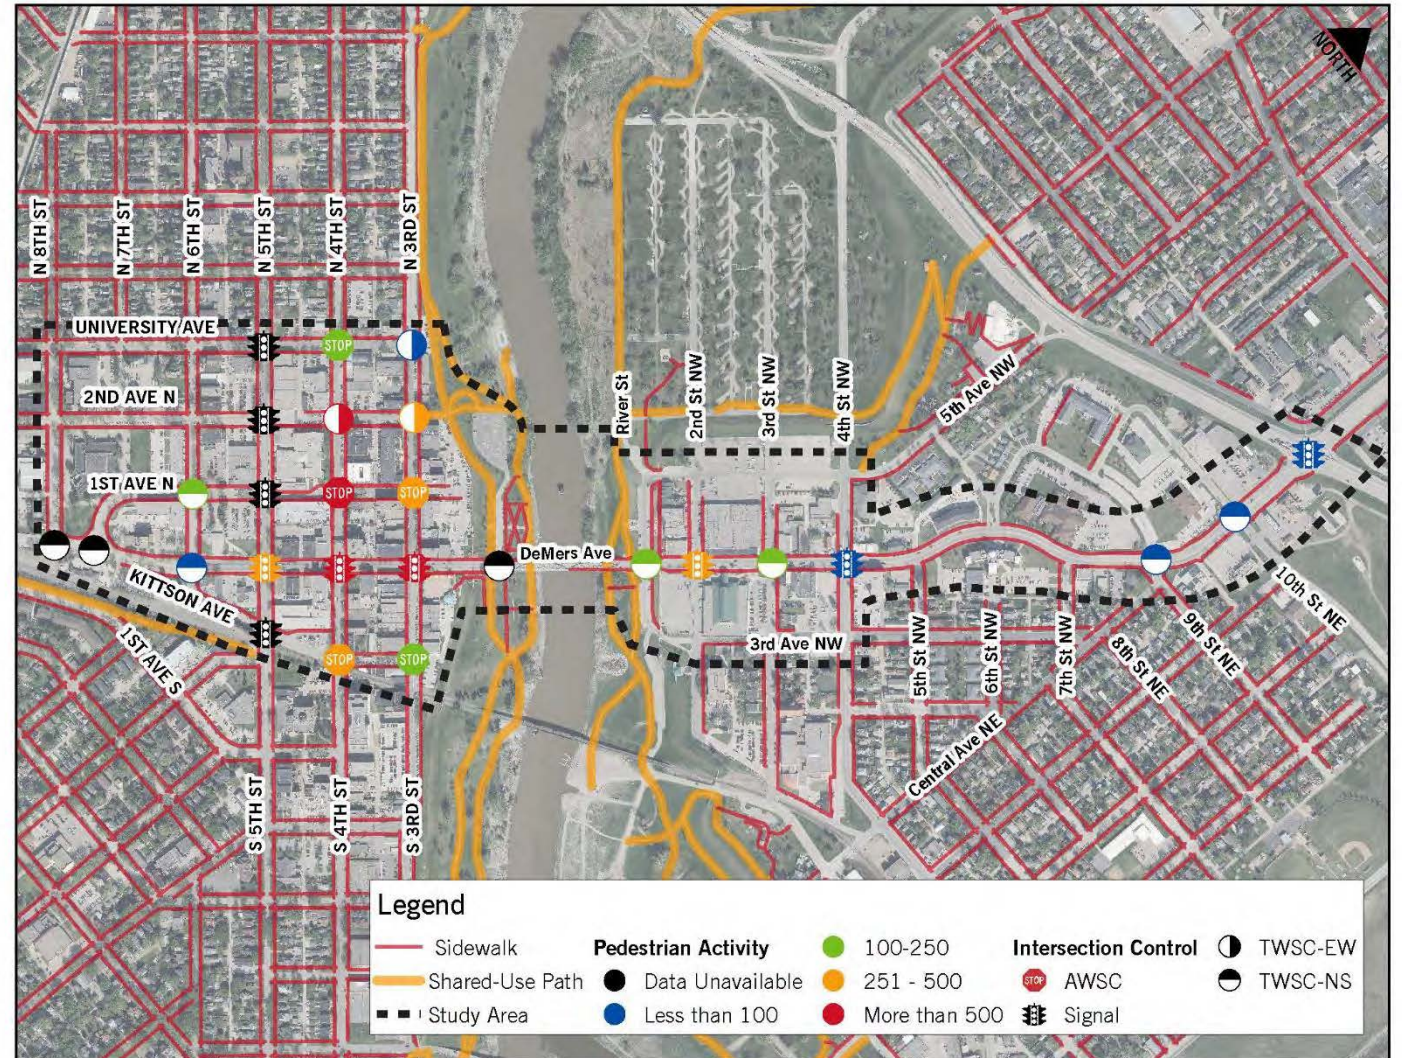 NORTH
N 8TH ST
N 7TH ST
N 6TH ST
N 5TH ST
N 4TH ST
N 3RD ST
UNIVERSITY AVE
STOP
2ND AVE N
River St
2nd St NW
3rd St NW
4th St NW
5th Ave NW
1ST AVE N
STOP
STOP
DeMers Ave
KITTSON AVE
1ST AVE S
STOP
STOP
3rd Ave NW
5th St NW
6th St NW
7th St NW
8th St NE
9th St NE
10th St NE
Central Ave NE
S 5TH ST
S 4TH ST
S 3RD ST
Legend
Sidewalk
Shared-Use Path
Study Area
Pedestrian Activity
Data Unavailable
Less than 100
100-250
251 - 500
More than 500
Intersection Control
STOP AWSC
Signal
TWSC-EW
TWSC-NS